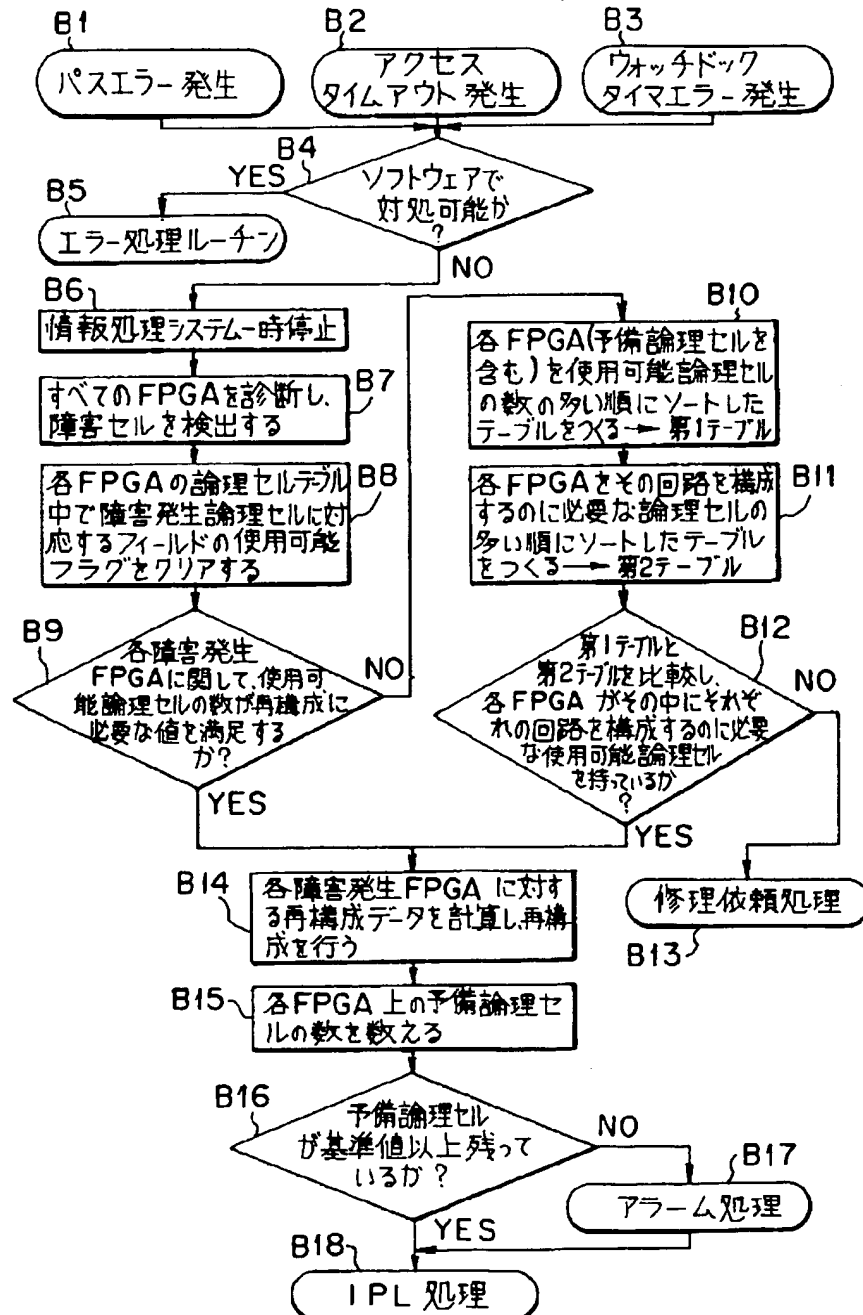 B1
パスエラー発生
B2
アクセス
タイムアウト発生
B3
ウォッチドック
タイマエラー発生
B4
ソフトウェアで
対処可能か
?
YES
NO
B5
エラー処理ルーチン
B6
情報処理システム一時停止
B7
すべてのFPGAを診断し、
障害セルを検出する
B8
各FPGAの論理セルテーブル
中で障害発生論理セルに対
応するフィールドの使用可能
フラグをクリアする
B9
各障害発生
FPGAに関して、使用可
能論理セルの数が再構成に
必要な値を満足する
か?
NO
YES
B10
各FPGA(予備論理セルを
含む)を使用可能論理セル
の数の多い順にソートした
テーブルをつくる→第1テーブル
B11
各FPGAをその回路を構成
するのに必要な論理セルの
多い順にソートしたテーブル
をつくる→第2テーブル
B12
第1テーブルと
第2テーブルを比較し、
各FPGAがその中にそれぞ
れの回路を構成するのに必要
な使用可能論理セル
を持っているか
?
NO
YES
B13
修理依頼処理
B14
各障害発生FPGAに対す
る再構成データを計算し、再構
成を行う
B15
各FPGA上の予備論理セ
ルの数を数える
B16
予備論理セル
が基準値以上残って
いるか?
NO
YES
B17
アラーム処理
B18
IPL処理